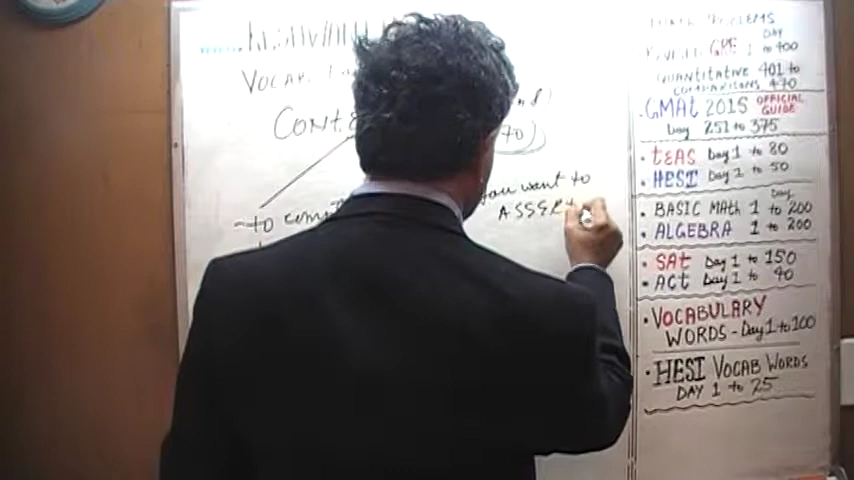 VOCAB
CONTE
70
to com
you want to
ASSERT
PROBLEMS
DAY
GRE 1 to 400
QUANTITATIVE 401 to
COMPARISONS 470
GMAT 2015 OFFICIAL GUIDE
Day 251 to 375
• TEAS Day 1 to 80
• HESI Day 1 to 50
Day
• BASIC MATH 1 to 200
• ALGEBRA 1 to 200
• SAT Day 1 to 150
• ACT Day 1 to 40
• VOCABULARY
WORDS - Day 1 to 100
• HESI VOCAB WORDS
DAY 1 to 25